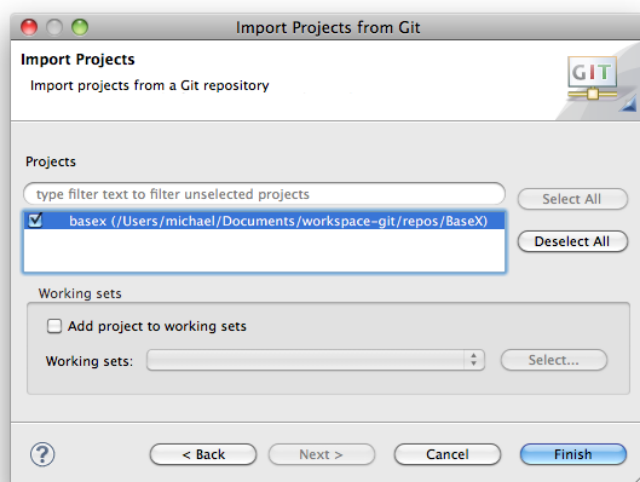 Import Projects from Git
Import Projects
Import projects from a Git repository
GIT
Projects
type filter text to filter unselected projects
Select All
basex (/Users/michael/Documents/workspace-git/repos/BaseX)
Deselect All
Working sets
Add project to working sets
Working sets:
Select...
?
< Back
Next >
Cancel
Finish